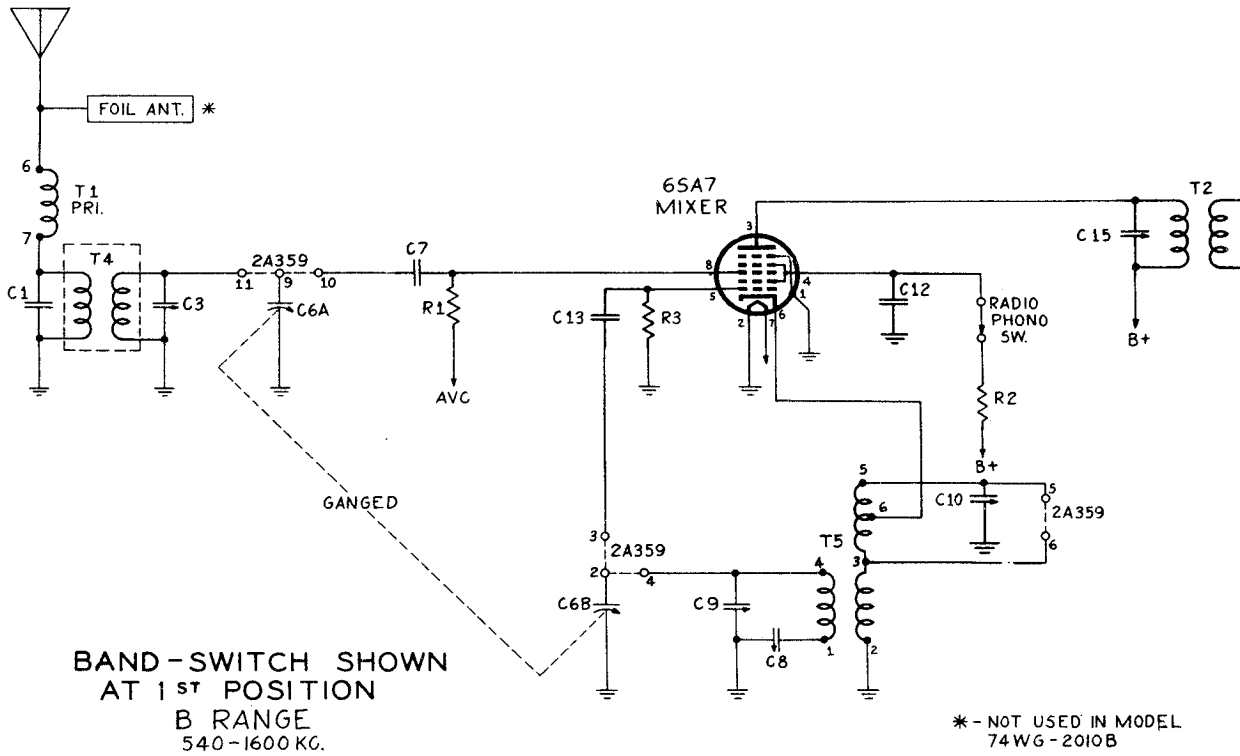 FOIL ANT. *
6
T1
PRI.
7
T4
C1
C3
11
2A359
9
10
C6A
C7
R1
AVC
6SA7
MIXER
3
8
5
4
1
6
2
7
C13
R3
C12
RADIO
PHONO
SW.
R2
B+
C15
T2
B+
GANGED
3
2A359
2
4
C6B
C9
C8
4
1
T5
5
6
3
2
C10
5
2A359
6
BAND-SWITCH SHOWN
AT 1ST POSITION
B RANGE
540-1600 KC.
* - NOT USED IN MODEL
74WG-2010B